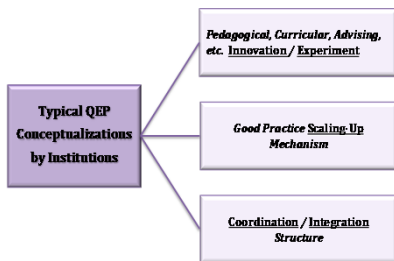 Pedagogical, Curricular, Advising,
etc. Innovation / Experiment
Typical QEP
Conceptualizations
by Institutions
Good Practice Scaling-Up
Mechanism
Coordination / Integration
Structure